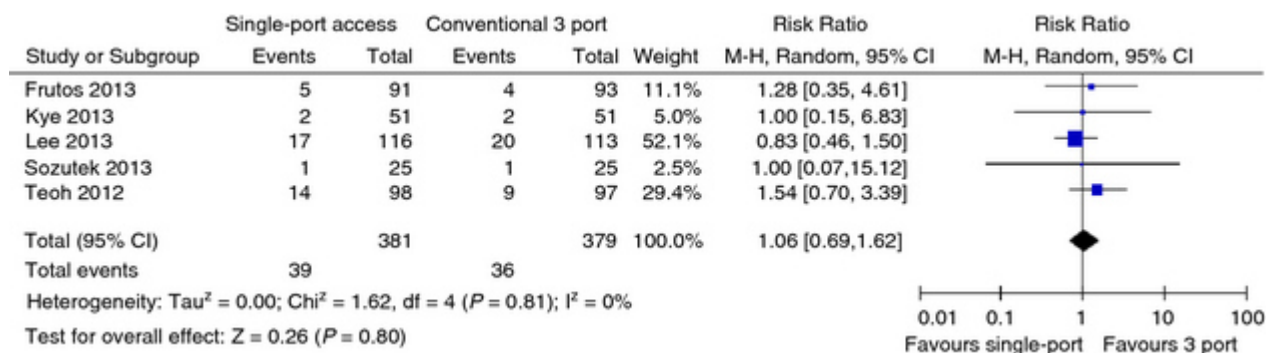 Single-port access Conventional 3 port Risk Ratio Risk Ratio
Study or Subgroup Events Total Events Total Weight M-H, Random, 95% CI M-H, Random, 95% CI
Frutos 2013 5 91 4 93 11.1% 1.28 [0.35, 4.61]
Kye 2013 2 51 2 51 5.0% 1.00 [0.15, 6.83]
Lee 2013 17 116 20 113 52.1% 0.83 [0.46, 1.50]
Sozutek 2013 1 25 1 25 2.5% 1.00 [0.07,15.12]
Teoh 2012 14 98 9 97 29.4% 1.54 [0.70, 3.39]
Total (95% CI) 381 379 100.0% 1.06 [0.69,1.62]
Total events 39 36
Heterogeneity: Tau² = 0.00; Chi² = 1.62, df = 4 (P = 0.81); I² = 0%
Test for overall effect: Z = 0.26 (P = 0.80)
0.01 0.1 1 10 100
Favours single-port Favours 3 port